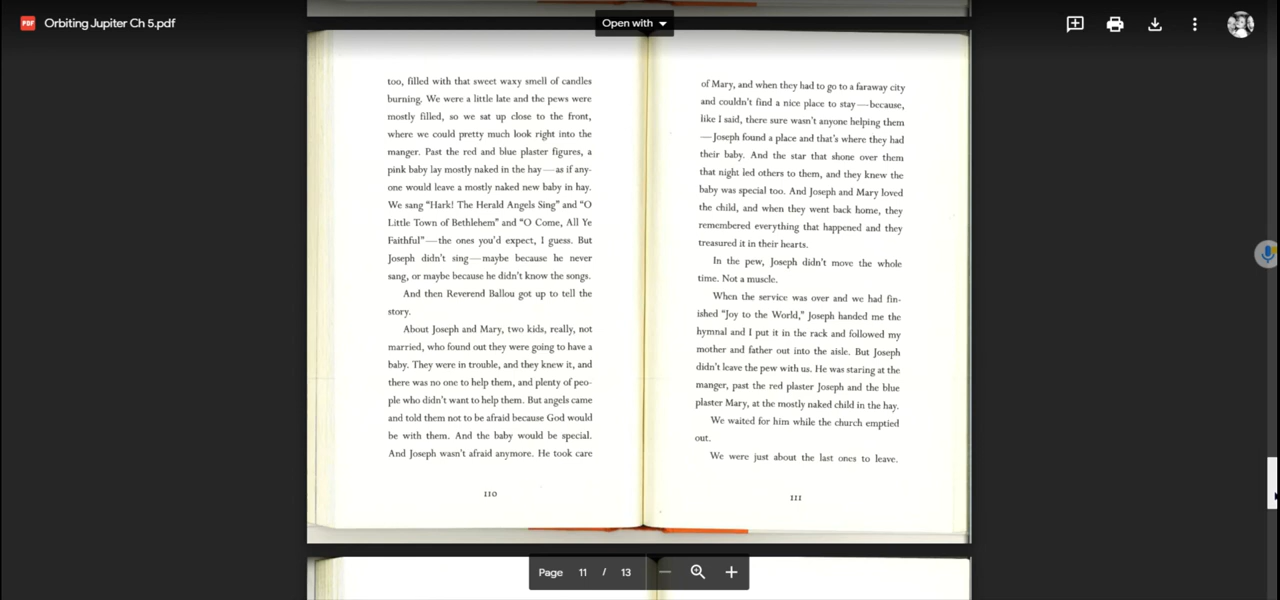 PDF Orbiting Jupiter Ch 5.pdf
Open with
too, filled with that sweet waxy smell of candles
burning. We were a little late and the pews were
mostly filled, so we sat up close to the front,
where we could pretty much look right into the
manger. Past the red and blue plaster figures, a
pink baby lay mostly naked in the hay—as if any-
one would leave a mostly naked new baby in hay.
We sang “Hark! The Herald Angels Sing” and “O
Little Town of Bethlehem” and “O Come, All Ye
Faithful”—the ones you’d expect, I guess. But
Joseph didn’t sing—maybe because he never
sang, or maybe because he didn’t know the songs.
And then Reverend Ballou got up to tell the
story.
About Joseph and Mary, two kids, really, not
married, who found out they were going to have a
baby. They were in trouble, and they knew it, and
there was no one to help them, and plenty of peo-
ple who didn’t want to help them. But angels came
and told them not to be afraid because God would
be with them. And the baby would be special.
And Joseph wasn’t afraid anymore. He took care
110
of Mary, and when they had to go to a faraway city
and couldn’t find a nice place to stay—because,
like I said, there sure wasn’t anyone helping them
—Joseph found a place and that’s where they had
their baby. And the star that shone over them
that night led others to them, and they knew the
baby was special too. And Joseph and Mary loved
the child, and when they went back home, they
remembered everything that happened and they
treasured it in their hearts.
In the pew, Joseph didn’t move the whole
time. Not a muscle.
When the service was over and we had fin-
ished “Joy to the World,” Joseph handed me the
hymnal and I put it in the rack and followed my
mother and father out into the aisle. But Joseph
didn’t leave the pew with us. He was staring at the
manger, past the red plaster Joseph and the blue
plaster Mary, at the mostly naked child in the hay.
We waited for him while the church emptied
out.
We were just about the last ones to leave.
111
Page 11 / 13